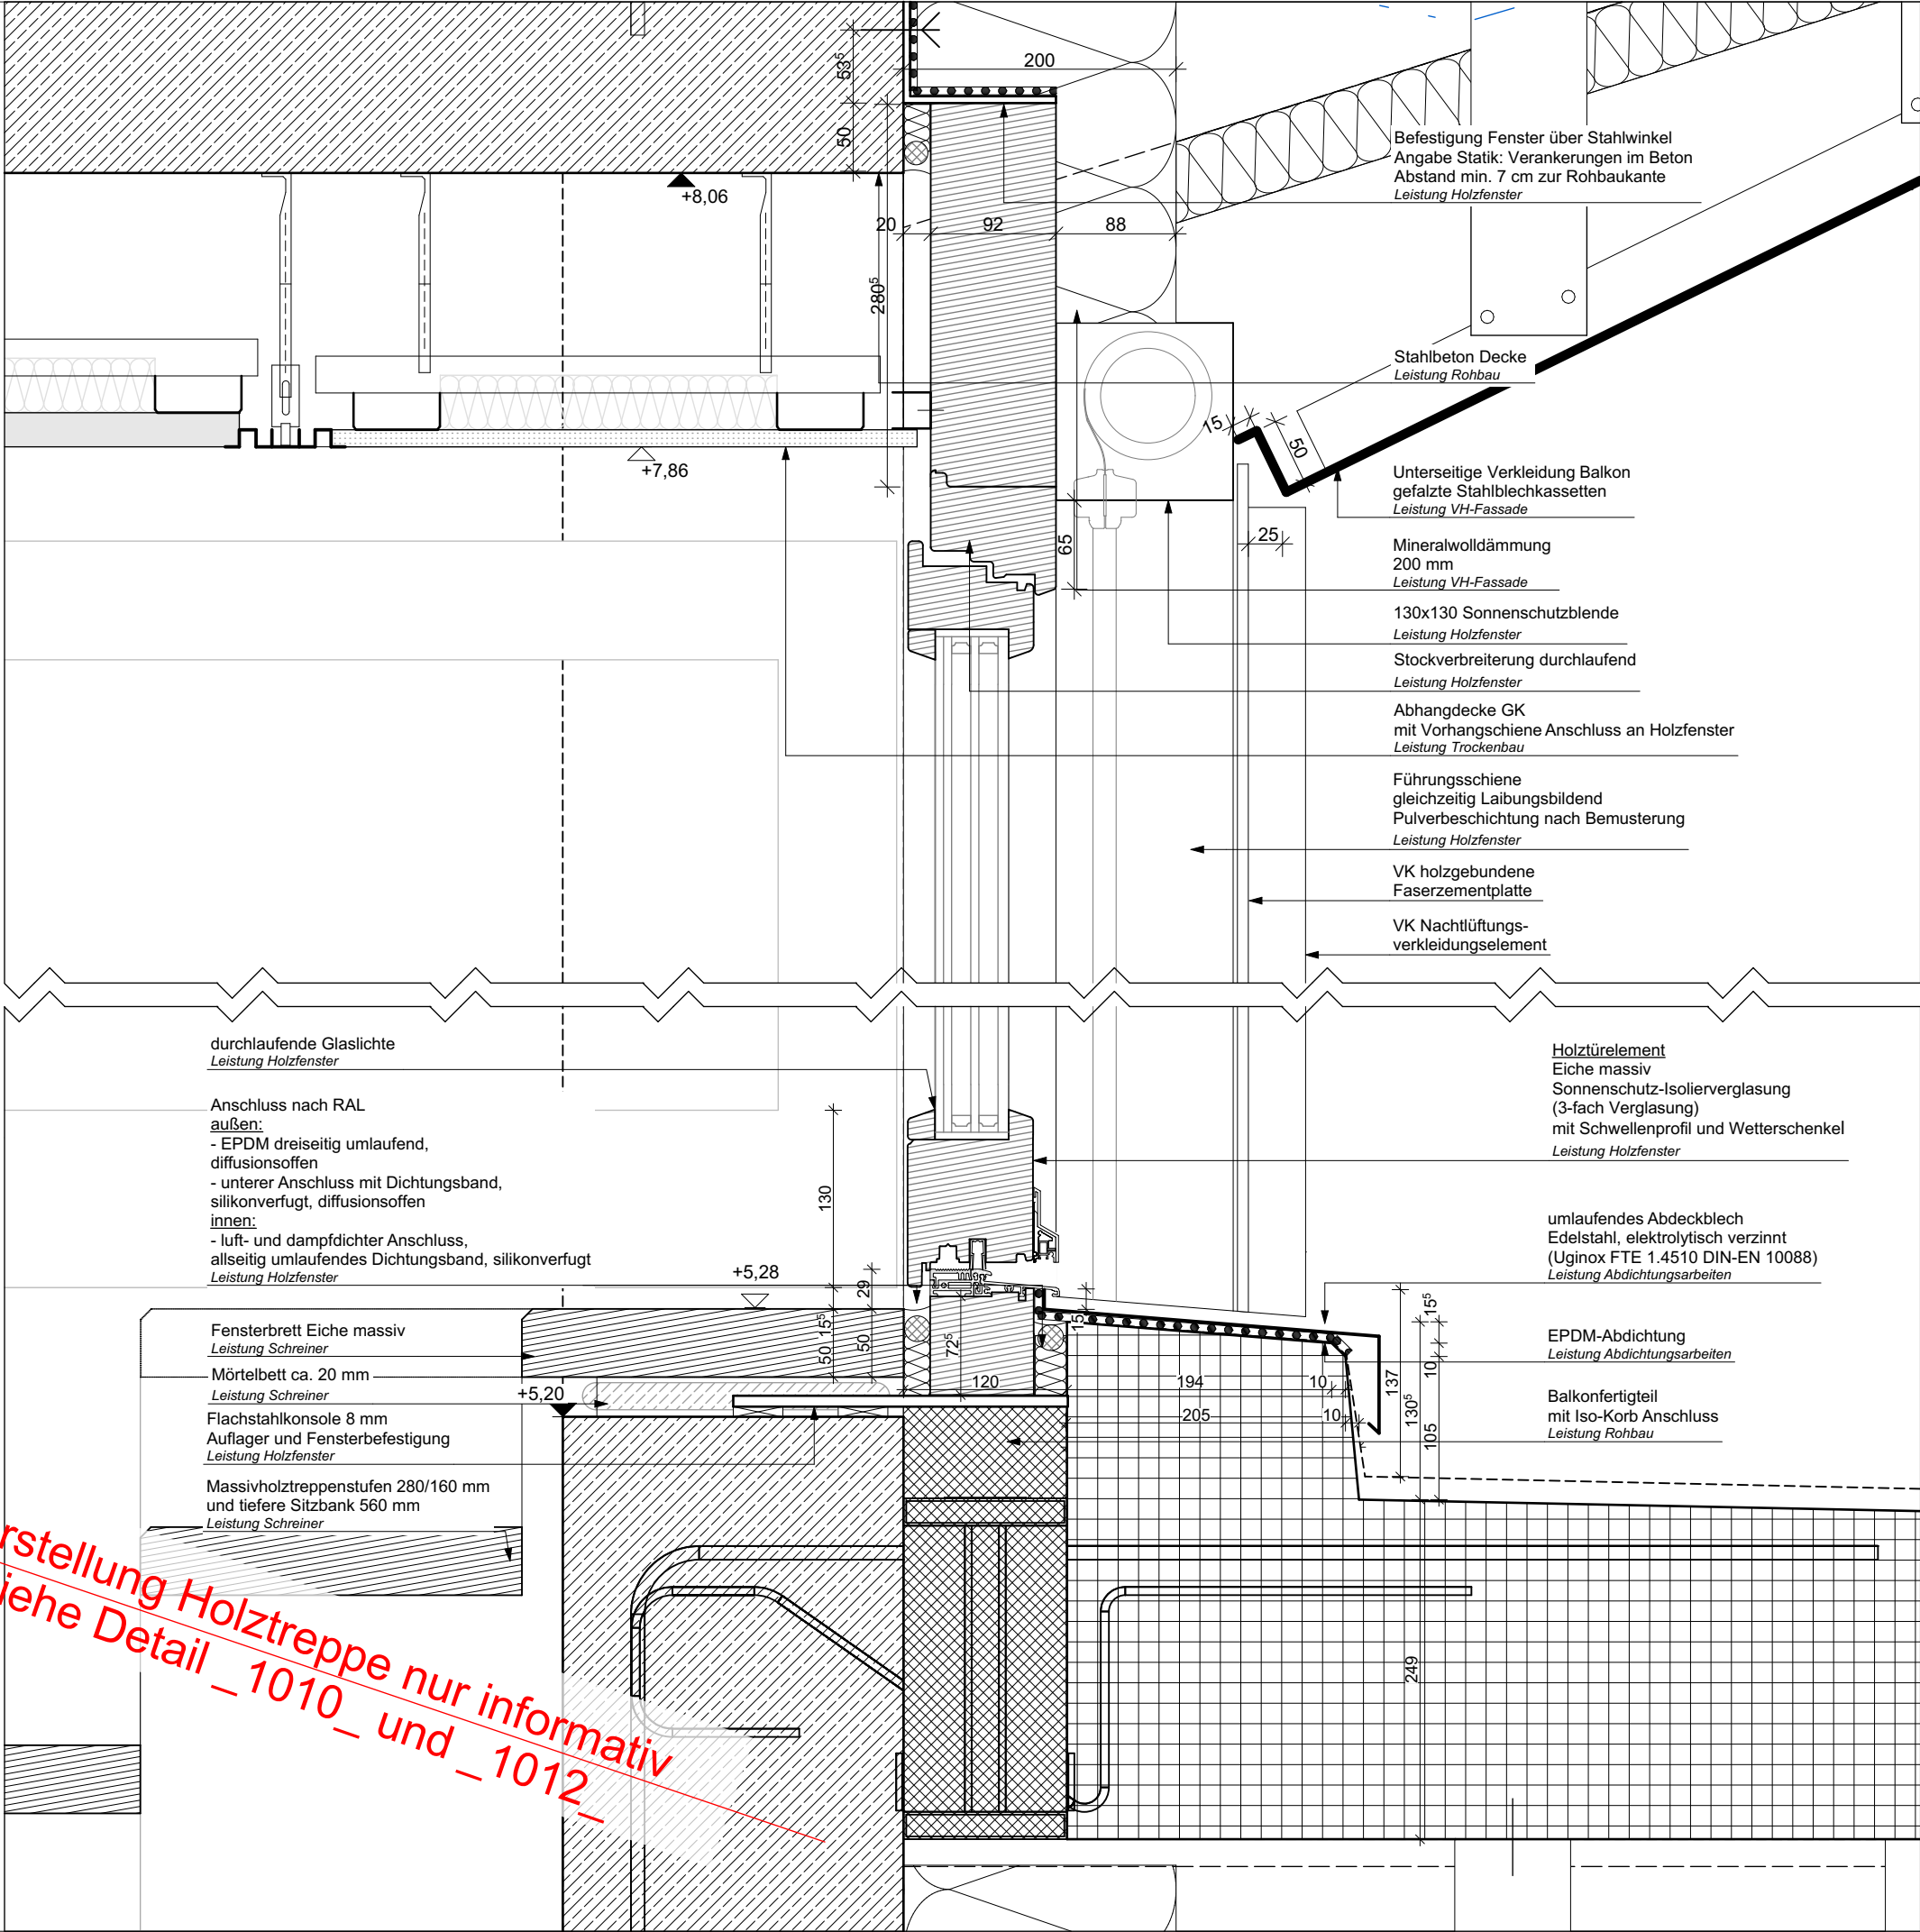 53⁵
200
50
+8,06
20
92
88
280⁵
Befestigung Fenster über Stahlwinkel
Angabe Statik: Verankerungen im Beton
Abstand min. 7 cm zur Rohbaukante
Leistung Holzfenster
Stahlbeton Decke
Leistung Rohbau
15
50
+7,86
Unterseitige Verkleidung Balkon
gefalzte Stahlblechkassetten
Leistung VH-Fassade
25
65
Mineralwolldämmung
200 mm
Leistung VH-Fassade
130x130 Sonnenschutzblende
Leistung Holzfenster
Stockverbreiterung durchlaufend
Leistung Holzfenster
Abhangdecke GK
mit Vorhangschiene Anschluss an Holzfenster
Leistung Trockenbau
Führungsschiene
gleichzeitig Laibungsbildend
Pulverbeschichtung nach Bemusterung
Leistung Holzfenster
VK holzgebundene
Faserzementplatte
VK Nachtlüftungs-
verkleidungselement
durchlaufende Glaslichte
Leistung Holzfenster
Anschluss nach RAL
außen:
- EPDM dreiseitig umlaufend,
diffusionsoffen
- unterer Anschluss mit Dichtungsband,
silikonverfugt, diffusionsoffen
innen:
- luft- und dampfdichter Anschluss,
allseitig umlaufendes Dichtungsband, silikonverfugt
Leistung Holzfenster
Holztürelement
Eiche massiv
Sonnenschutz-Isolierverglasung
(3-fach Verglasung)
mit Schwellenprofil und Wetterschenkel
Leistung Holzfenster
130
umlaufendes Abdeckblech
Edelstahl, elektrolytisch verzinnt
(Uginox FTE 1.4510 DIN-EN 10088)
Leistung Abdichtungsarbeiten
+5,28
29
15⁵
50
50
72⁵
15
15⁵
10
137
130⁵
105
Fensterbrett Eiche massiv
Leistung Schreiner
EPDM-Abdichtung
Leistung Abdichtungsarbeiten
Mörtelbett ca. 20 mm
Leistung Schreiner
+5,20
120
194
10
205
10
Balkonfertigteil
mit Iso-Korb Anschluss
Leistung Rohbau
Flachstahlkonsole 8 mm
Auflager und Fensterbefestigung
Leistung Holzfenster
Massivholztreppenstufen 280/160 mm
und tiefere Sitzbank 560 mm
Leistung Schreiner
249
rstellung Holztreppe nur informativ
iehe Detail _1010_ und _1012_